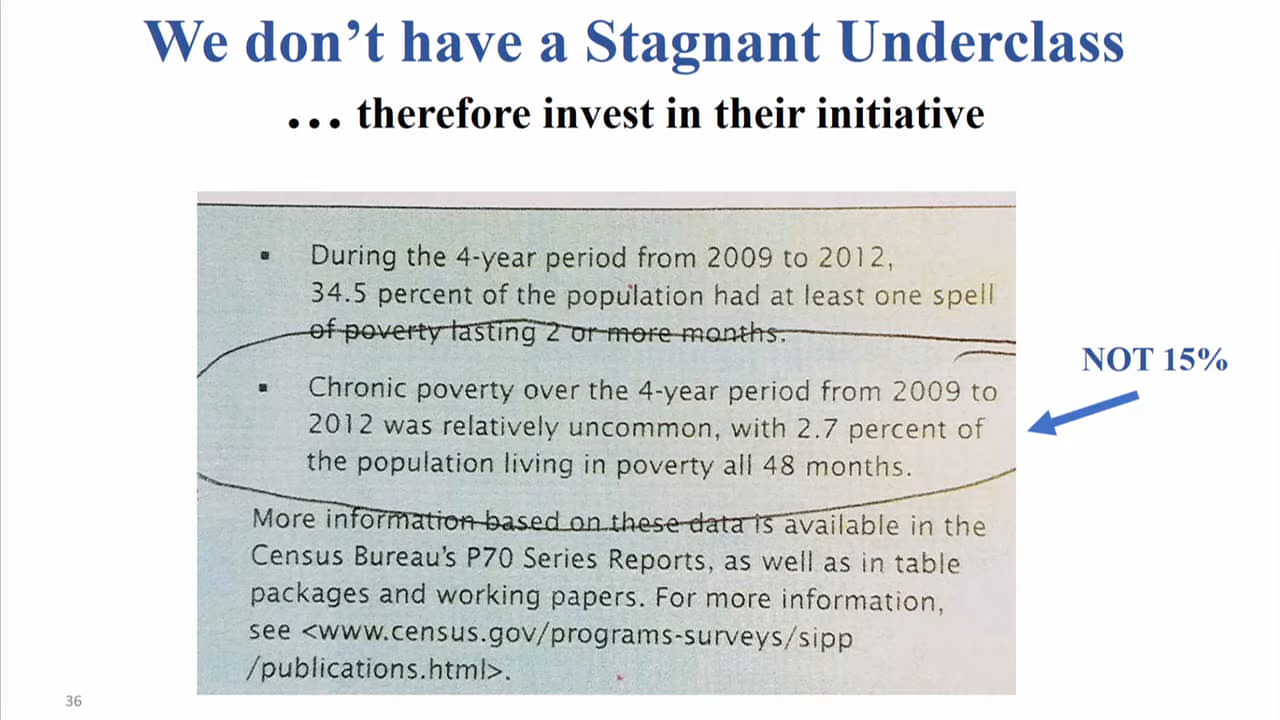 We don't have a Stagnant Underclass
... therefore invest in their initiative
▪ During the 4-year period from 2009 to 2012,
34.5 percent of the population had at least one spell
of poverty lasting 2 or more months.
NOT 15%
▪ Chronic poverty over the 4-year period from 2009 to
2012 was relatively uncommon, with 2.7 percent of
the population living in poverty all 48 months.
More information based on these data is available in the
Census Bureau's P70 Series Reports, as well as in table
packages and working papers. For more information,
see <www.census.gov/programs-surveys/sipp
/publications.html>.
36